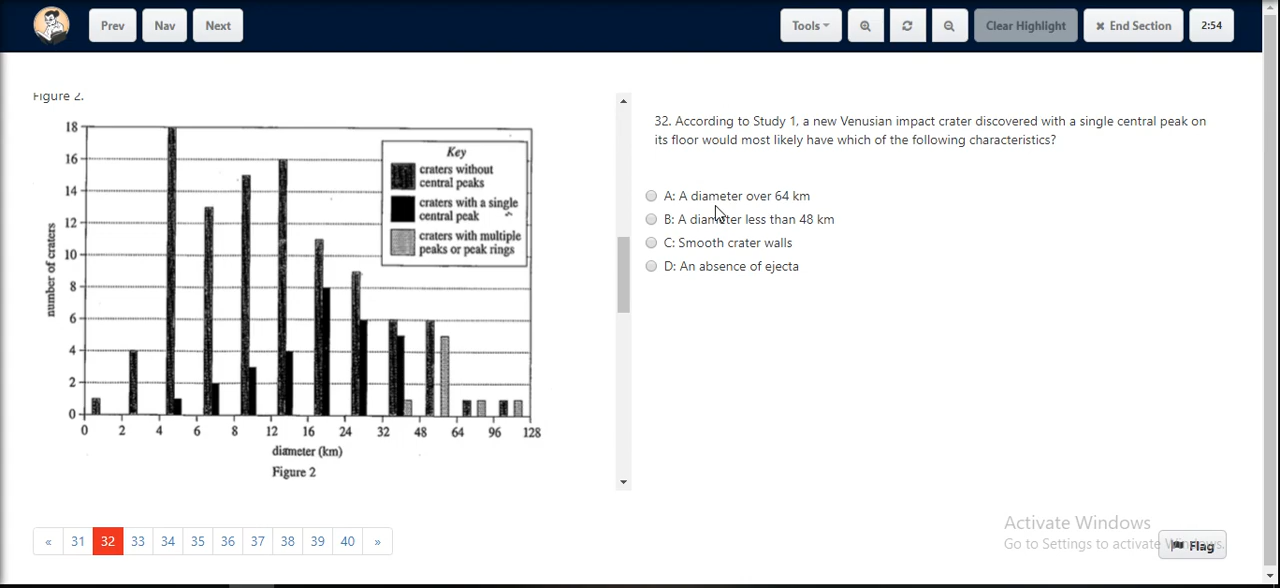 Prev Nav Next Tools Clear Highlight ✖ End Section 2:54
Figure 2.
18
16
14
12
10
8
6
4
2
0
number of craters
Key
craters without
central peaks
craters with a single
central peak
craters with multiple
peaks or peak rings
0 2 4 6 8 12 16 24 32 48 64 96 128
diameter (km)
Figure 2
32. According to Study 1, a new Venusian impact crater discovered with a single central peak on
its floor would most likely have which of the following characteristics?
A: A diameter over 64 km
B: A diameter less than 48 km
C: Smooth crater walls
D: An absence of ejecta
« 31 32 33 34 35 36 37 38 39 40 »
Activate Windows
Go to Settings to activate Windows.
Flag